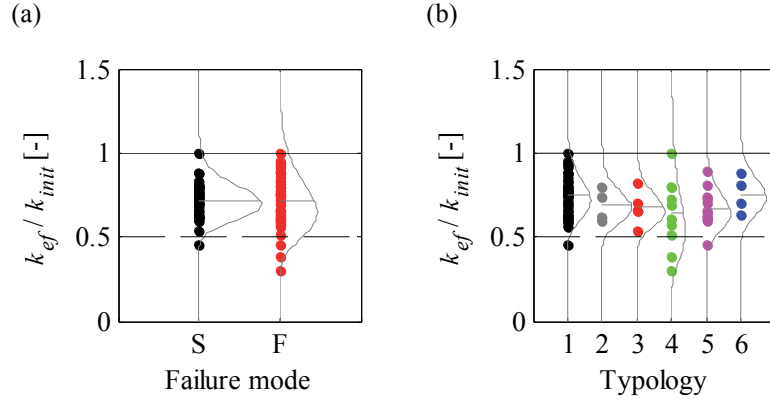 (a)
(b)
1.5
1
0.5
0
k_ef / k_init [-]
S F
Failure mode
1.5
1
0.5
0
k_ef / k_init [-]
1 2 3 4 5 6
Typology